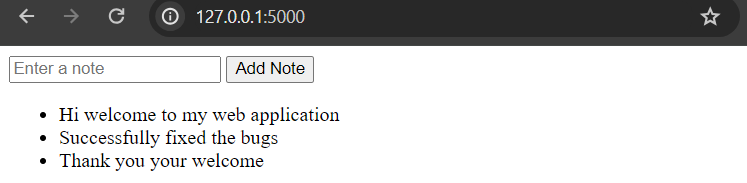 127.0.0.1:5000
Enter a note Add Note
Hi welcome to my web application
Successfully fixed the bugs
Thank you your welcome